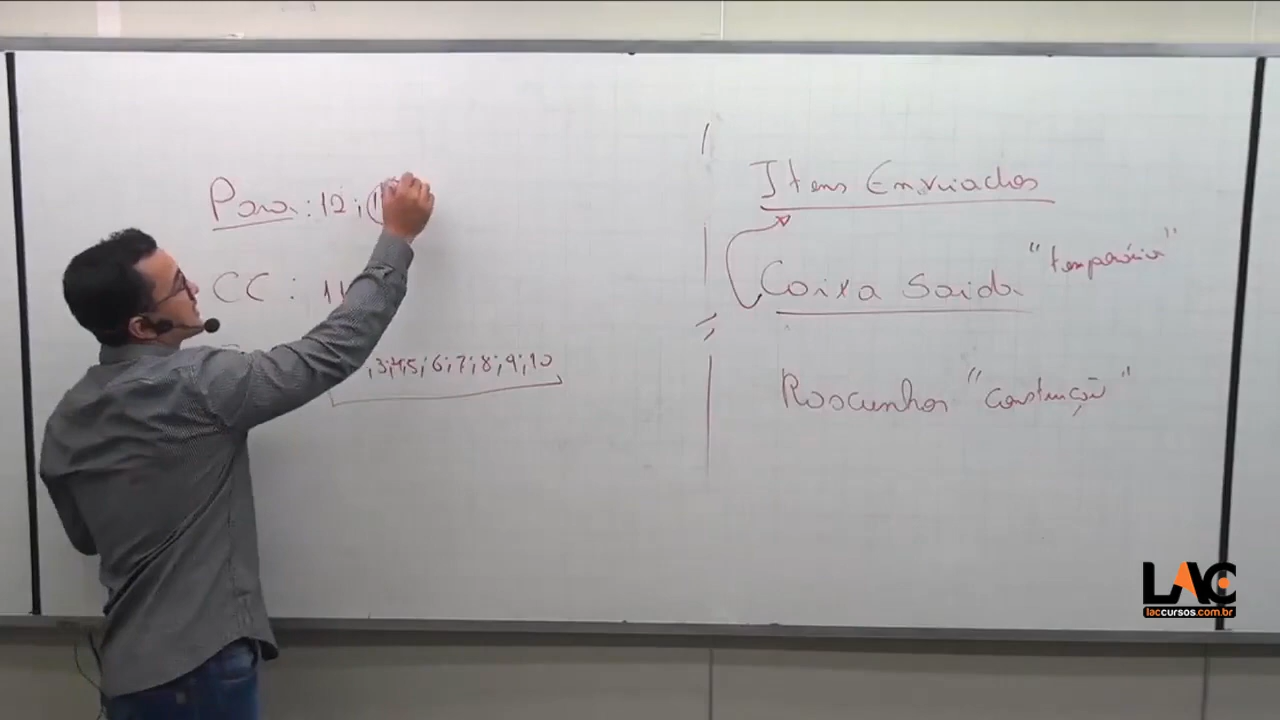 Para: 12;
CC: 11
;3;4;5;6;7;8;9;10
Itens Enviados
Caixa Saida "temporária"
Rascunhos "construção"
LAC
laccursos.com.br